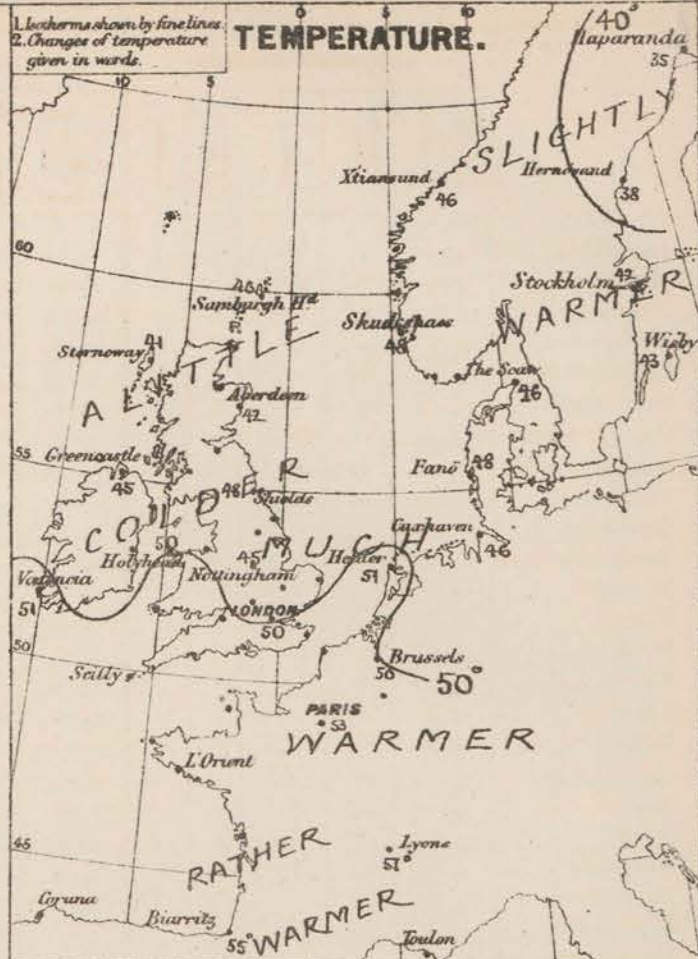 1. Isotherms shown by fine lines
2. Changes of temperature
given in words.
TEMPERATURE.
10 5 0 5 10
40°
Haparanda
35
SLIGHTLY
Xtiansund
46
Hernosand
38
60
Sumburgh Hd
Stockholm
42
WARMER
Skudesnaes
48
Stornoway
41
A LITTLE
Aberdeen
42
The Scaw
46
Wisby
43
55
Greencastle
45
COLDER
48
Shields
Fanö
48
Cuxhaven
46
MUCH
Holyhead
50
45
Nottingham
Helder
51
Valencia
51
LONDON
50
50
Scilly
Brussels
50
50°
PARIS
53
WARMER
L'Orient
45
RATHER
Lyons
Coruna
Biarritz
55°
WARMER
Toulon